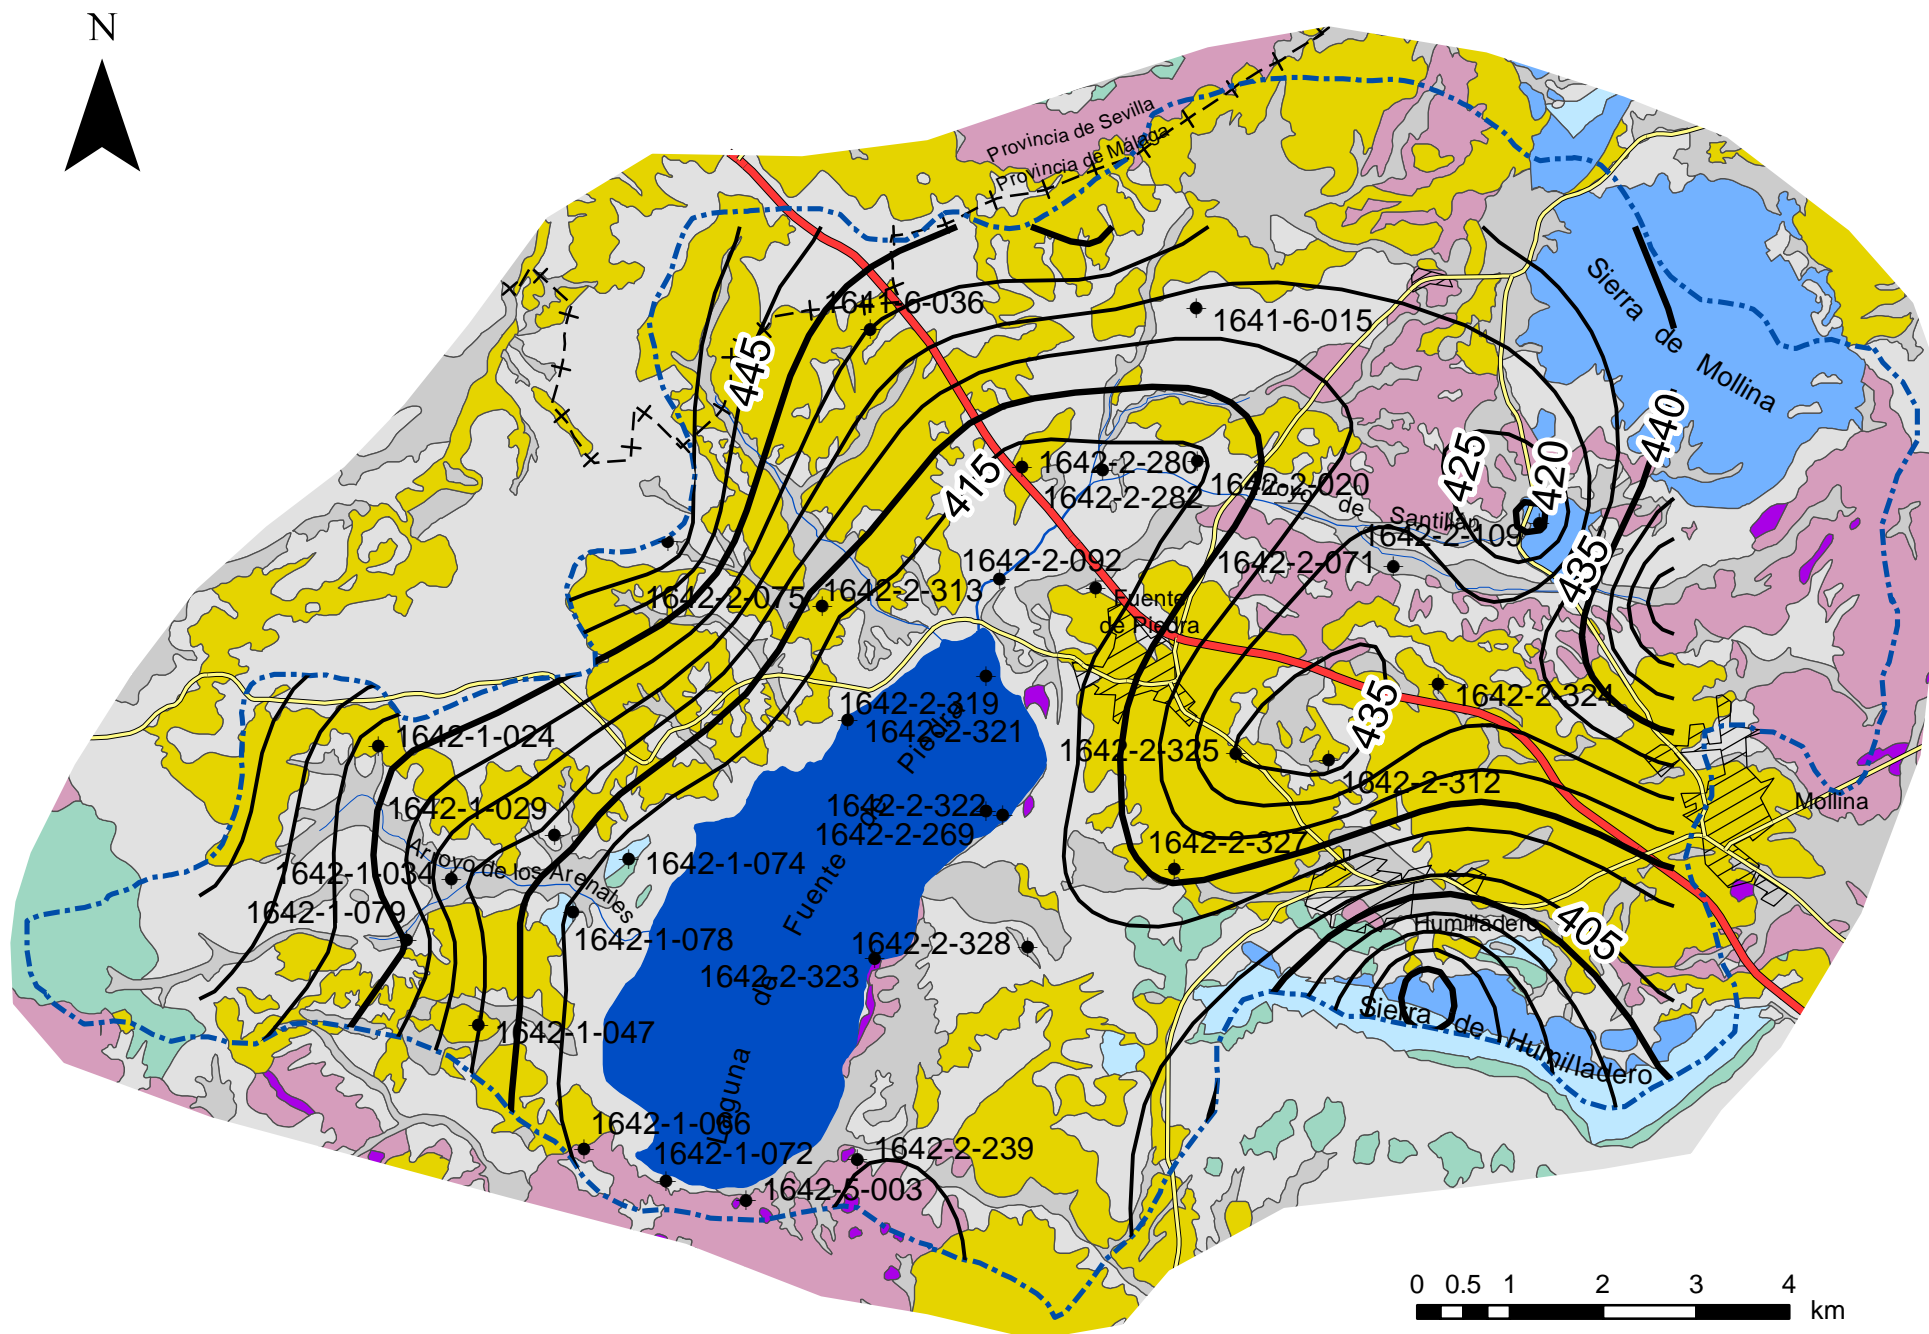 N
Provincia de Sevilla
Provincia de Málaga
1641-6-036
1641-6-015
Sierra de Mollina
445
440
425
420
415
1642-2-280
1642-2-282
1642-2-020
de
Santillán
1642-2-109
1642-2-092
1642-2-071
435
1642-2-075
1642-2-313
Fuente
de Piedra
1642-2-319
1642-2-321
1642-2-324
435
1642-1-024
1642-2-325
1642-2-312
Mollina
1642-1-029
1642-2-322
1642-2-269
1642-2-327
Arroyo de los Arenales
1642-1-074
1642-1-034
1642-1-079
1642-1-078
1642-2-328
1642-2-323
Humilladero
405
Laguna de Fuente de Piedra
Sierra de Humilladero
1642-1-047
1642-1-066
1642-1-072
1642-2-239
1642-5-003
0 0.5 1 2 3 4
km